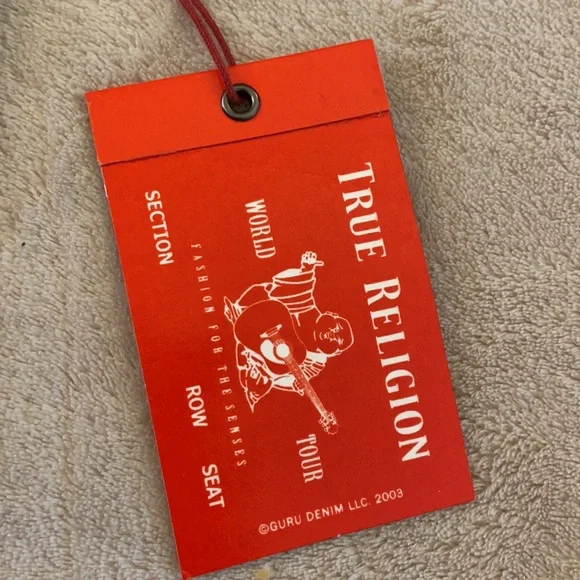 TRUE RELIGION
WORLD TOUR
FASHION FOR THE SENSES
SECTION ROW SEAT
©GURU DENIM LLC. 2003